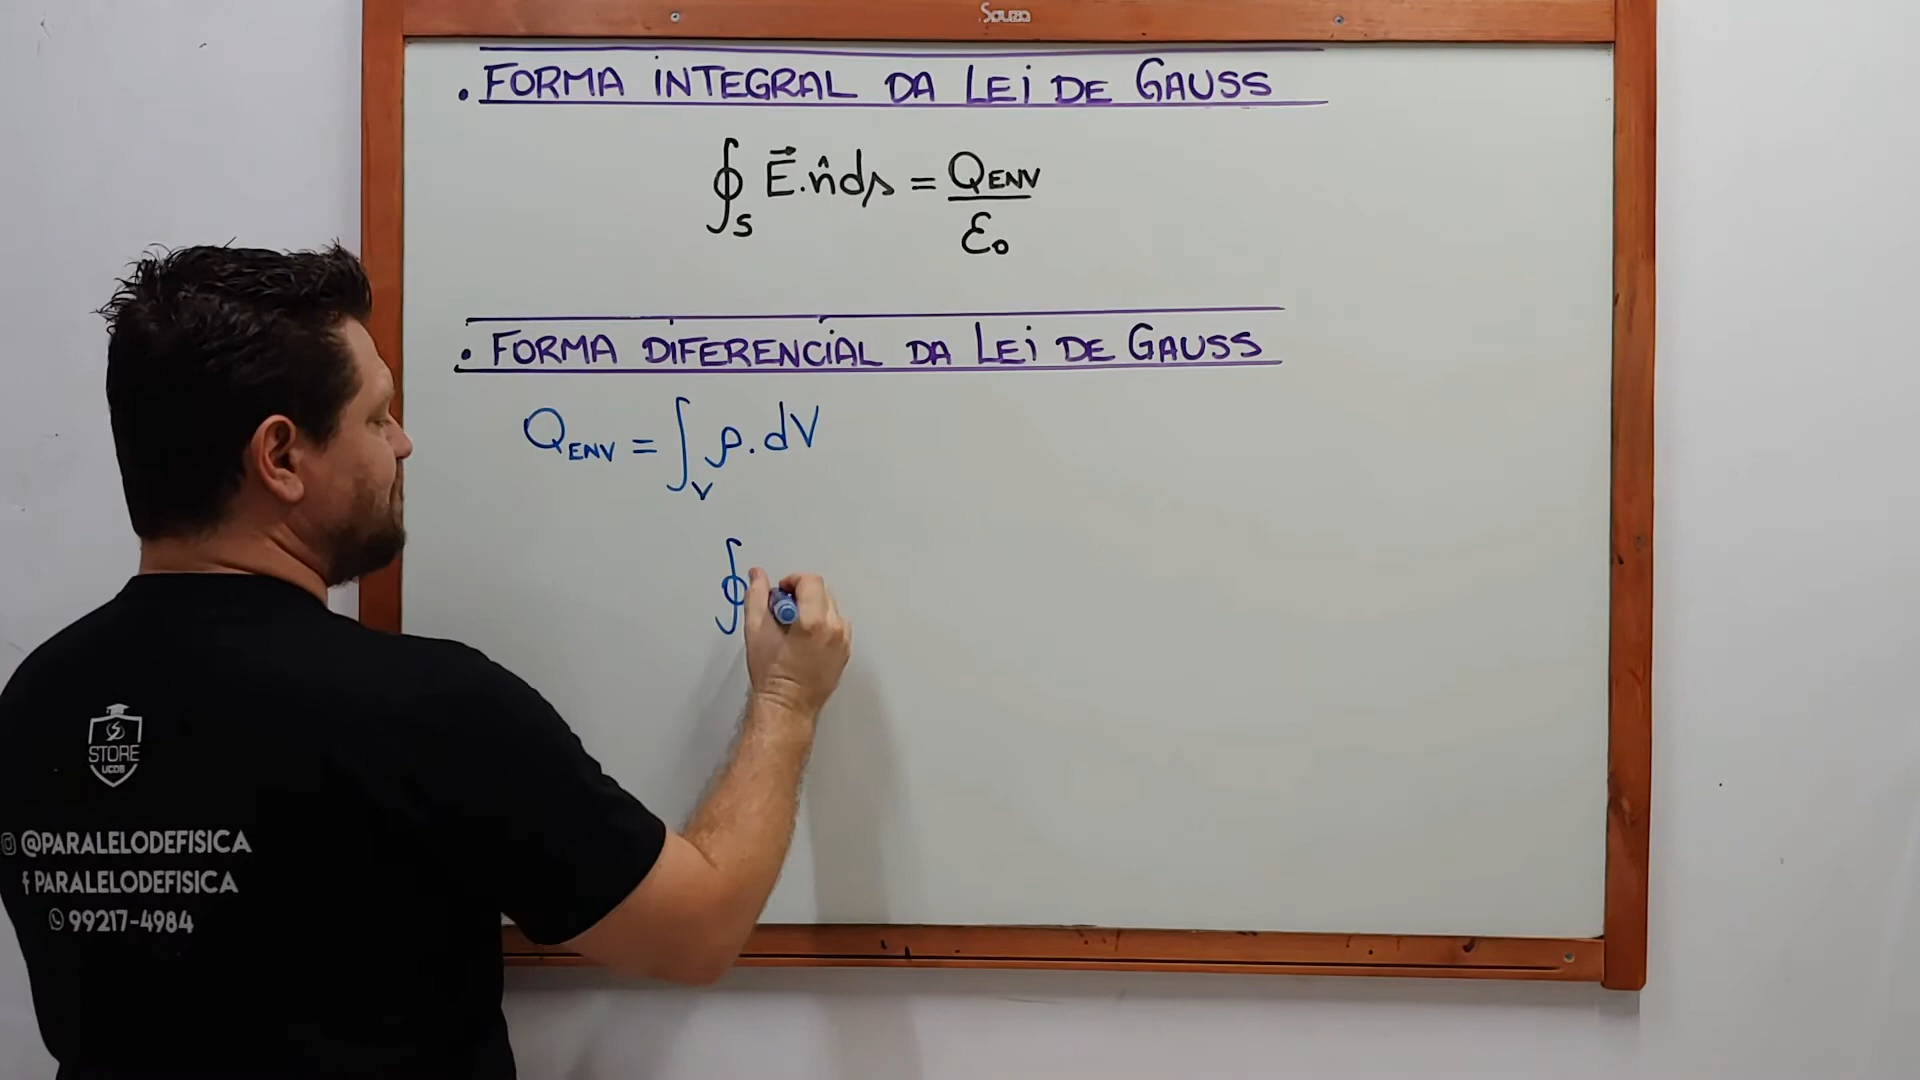 Souza
. FORMA INTEGRAL DA LEI DE GAUSS
∮_S E⃗.n̂ds = Q_ENV / ε₀
. FORMA DIFERENCIAL DA LEI DE GAUSS
Q_ENV = ∫_V ρ.dV
∮
STORE
UCDB
@PARALELODEFISICA
f PARALELODEFISICA
99217-4984